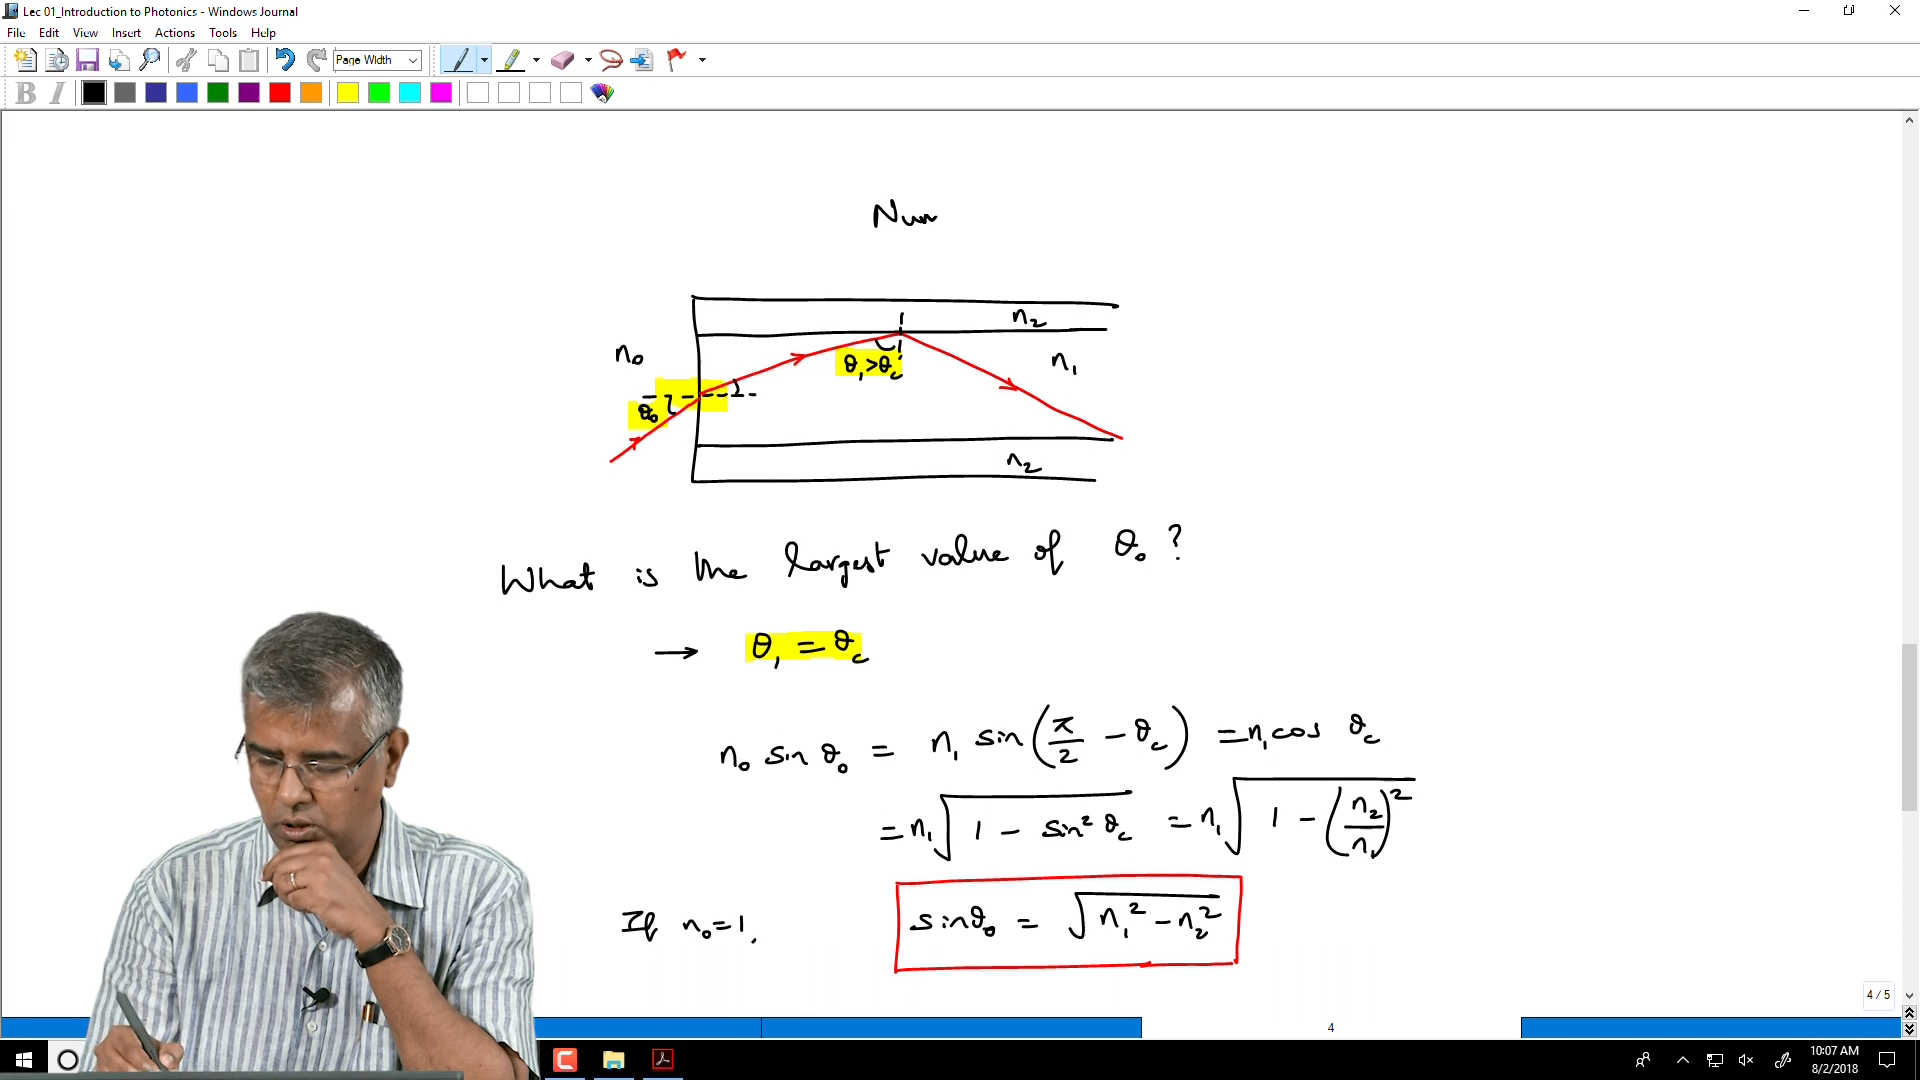 Lec 01_Introduction to Photonics - Windows Journal
File Edit View Insert Actions Tools Help
Page Width
B I
Num
n₂
n₀
θ₁>θc
n₁
θ₀
n₂
What is the largest value of θ₀ ?
→ θ₁ = θc
n₀ sin θ₀ = n₁ sin(π/2 - θc) = n₁ cos θc
= n₁ √(1 - sin² θc) = n₁ √(1 - (n₂/n₁)²)
If n₀=1, sinθ₀ = √(n₁² - n₂²)
4 / 5
4
10:07 AM
8/2/2018